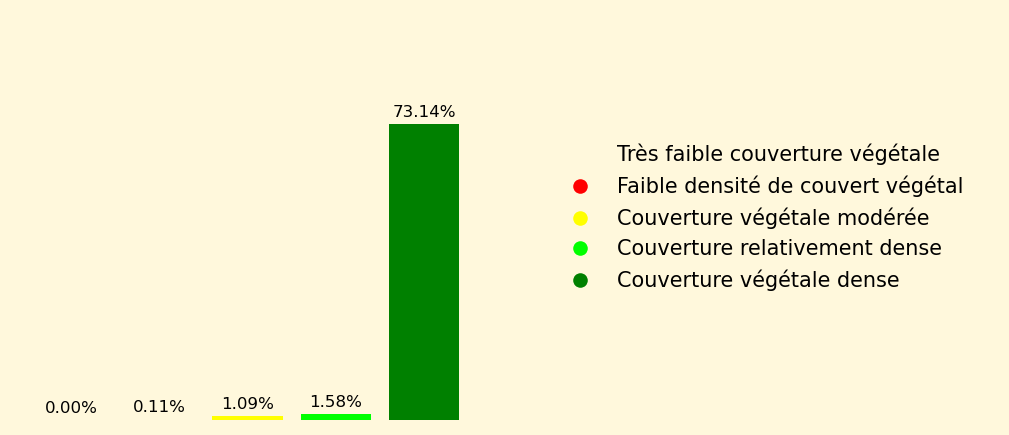 73.14%
0.00%
0.11%
1.09%
1.58%
Très faible couverture végétale
Faible densité de couvert végétal
Couverture végétale modérée
Couverture relativement dense
Couverture végétale dense